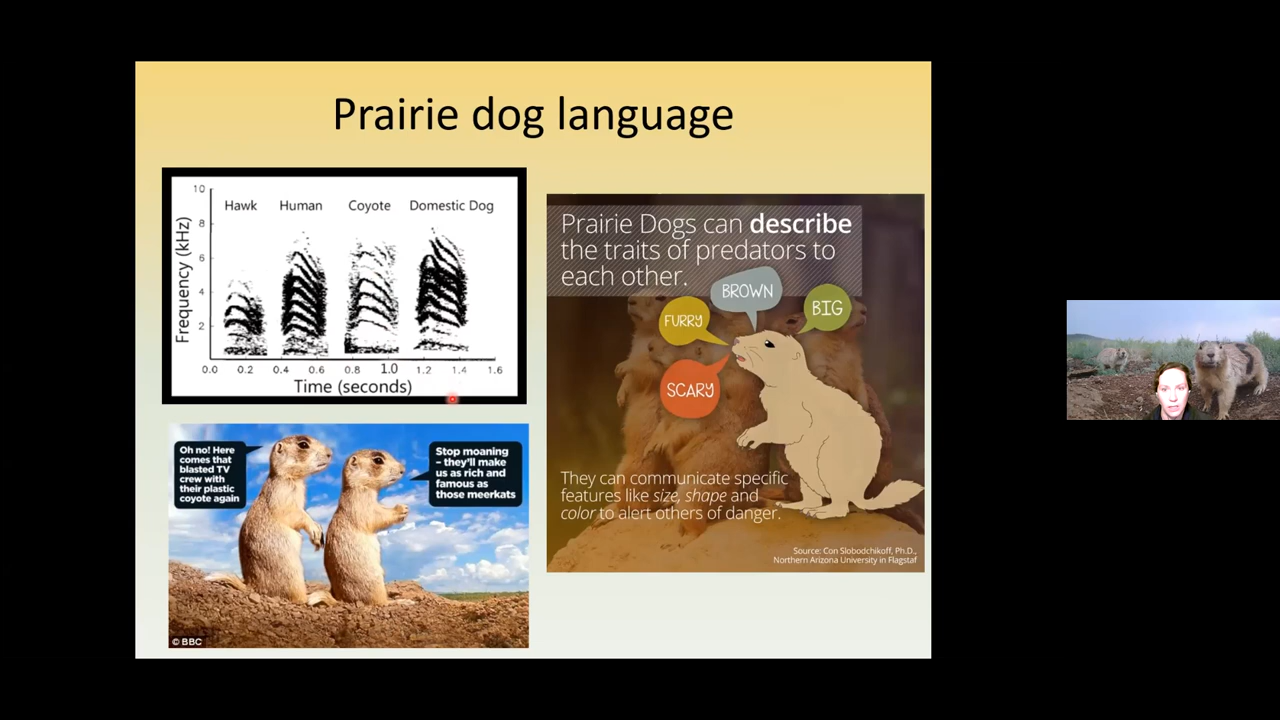 Prairie dog language
10
8
6
4
2
Frequency (kHz)
Hawk Human Coyote Domestic Dog
0.0 0.2 0.4 0.6 0.8 1.0 1.2 1.4 1.6
Time (seconds)
Oh no! Here
comes that
blasted TV
crew with
their plastic
coyote again
Stop moaning
– they'll make
us as rich and
famous as
those meerkats
© BBC
Prairie Dogs can describe
the traits of predators to
each other.
BROWN
FURRY
BIG
SCARY
They can communicate specific
features like size, shape and
color to alert others of danger.
Source: Con Slobodchikoff, Ph.D.,
Northern Arizona University in Flagstaf